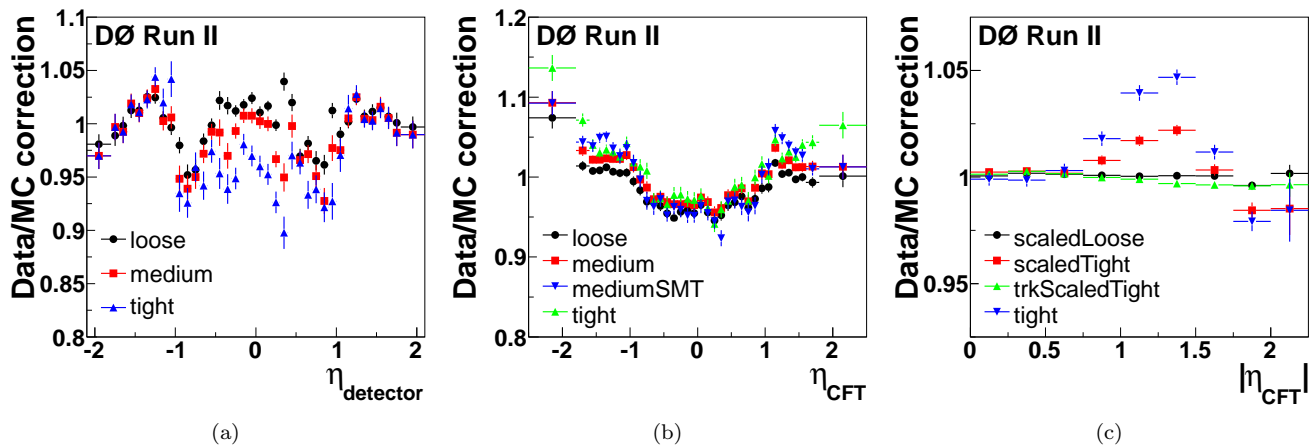 DØ Run II
Data/MC correction
1.1
1.05
1
0.95
0.9
0.85
0.8
loose
medium
tight
-2 -1 0 1 2
η detector
(a)
DØ Run II
Data/MC correction
1.2
1.1
1
0.9
0.8
loose
medium
mediumSMT
tight
-2 -1 0 1 2
η CFT
(b)
DØ Run II
Data/MC correction
1.05
1
0.95
scaledLoose
scaledTight
trkScaledTight
tight
0 0.5 1 1.5 2
|η CFT|
(c)